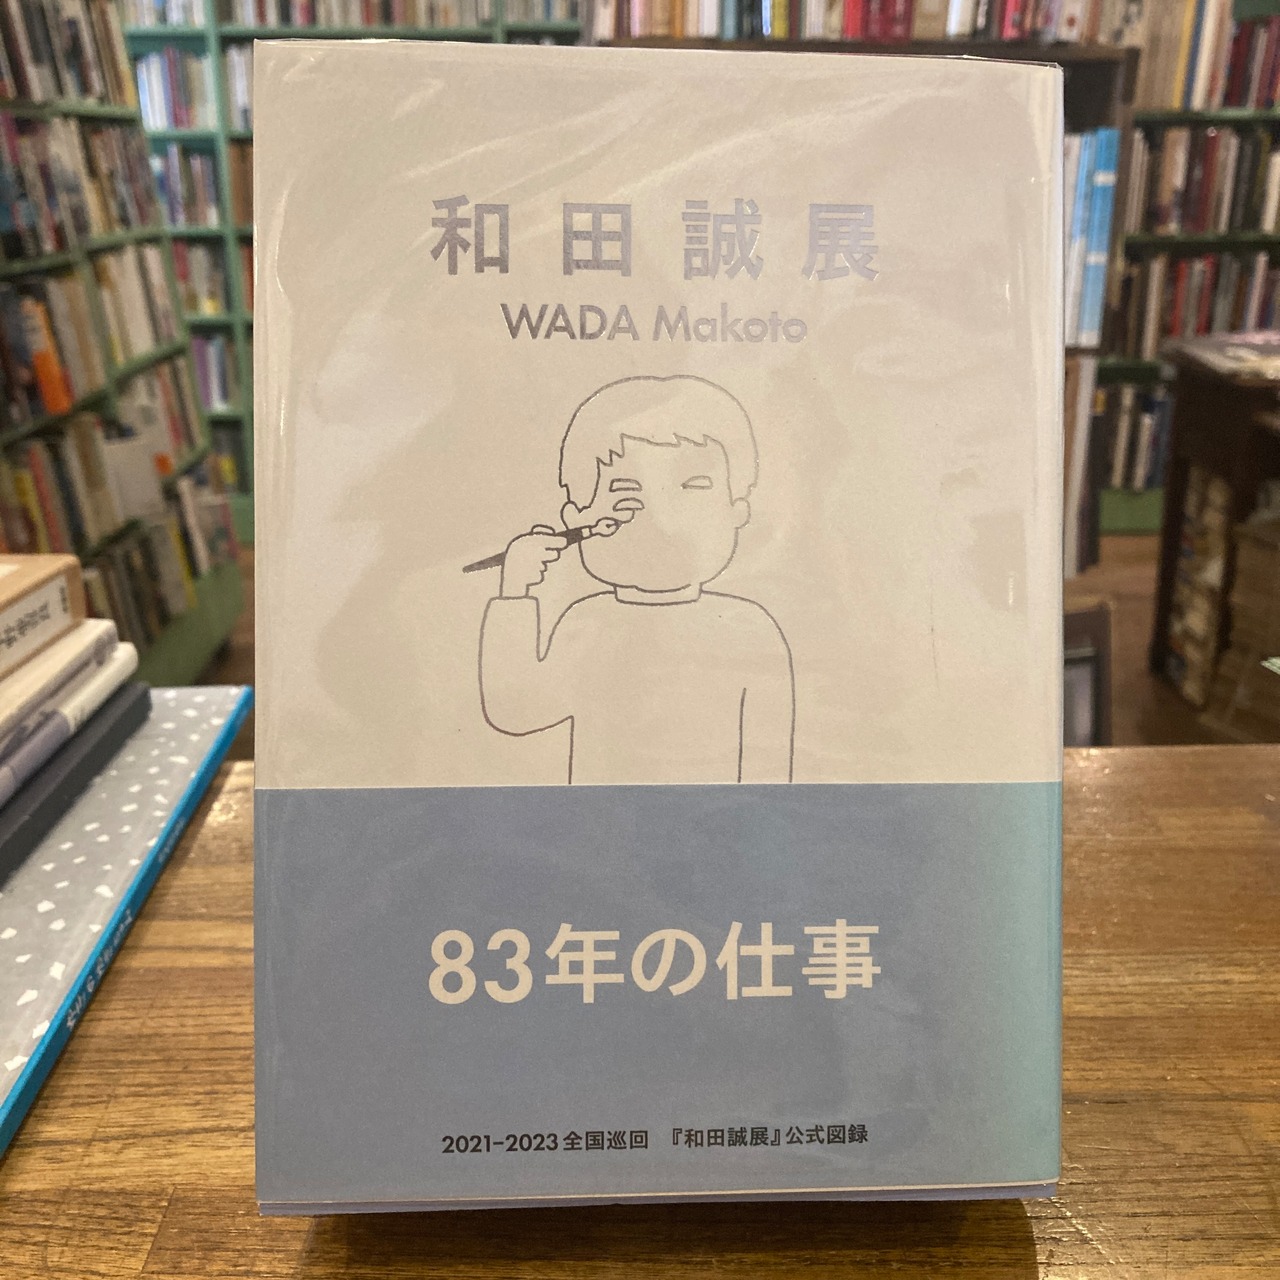 和田誠展
WADA Makoto
83年の仕事
2021–2023 全国巡回 『和田誠展』公式図録